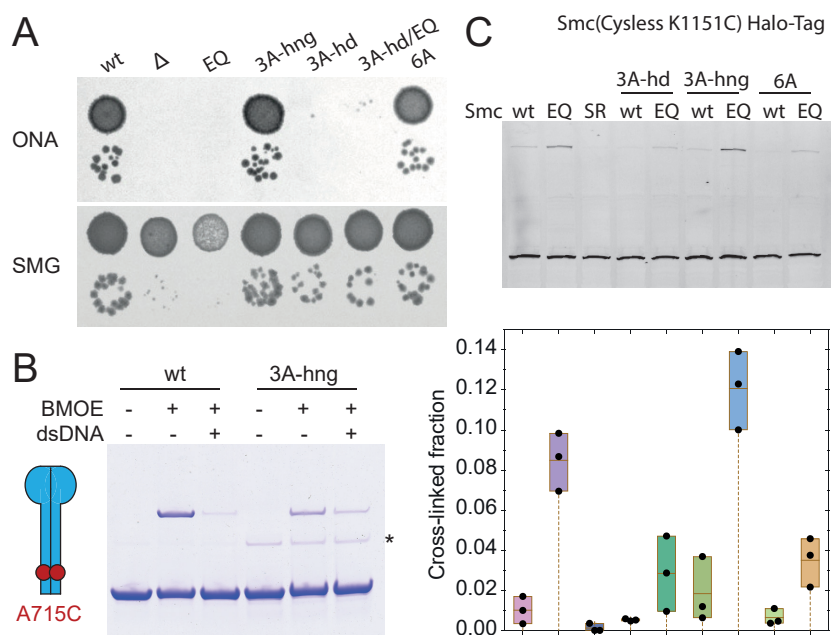 A
wt Δ EQ 3A-hng 3A-hd 3A-hd/EQ 6A
ONA
SMG
B
wt 3A-hng
BMOE - + + - + +
dsDNA - - + - - +
*
A715C
C
Smc(Cysless K1151C) Halo-Tag
3A-hd 3A-hng 6A
Smc wt EQ SR wt EQ wt EQ wt EQ
Cross-linked fraction
0.14
0.12
0.10
0.08
0.06
0.04
0.02
0.00